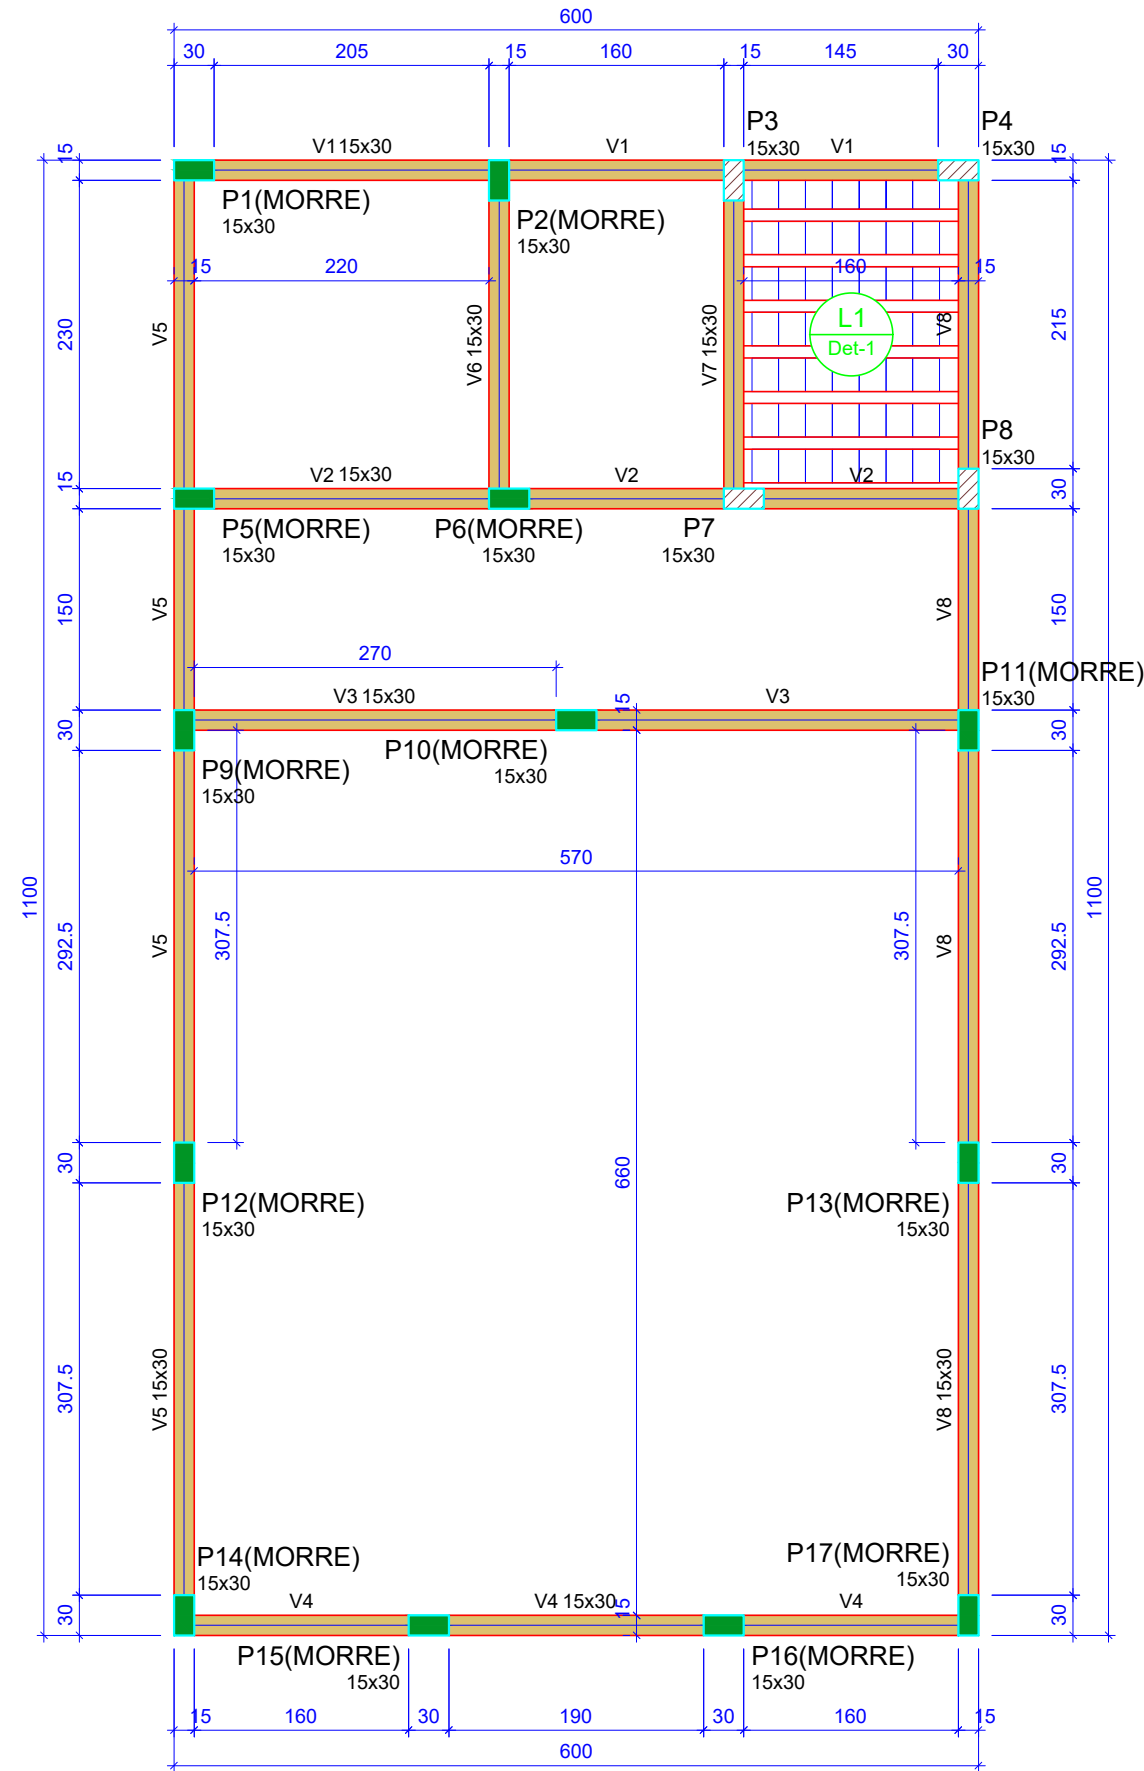 600
30 205 15 160 15 145 30
P3 P4
15x30 15x30
V1 15x30 V1 V1
15 15
P1(MORRE)
15x30
P2(MORRE)
15x30
15 220 160 15
230 V5 V6 15x30 V7 15x30 L1 V8 215
Det-1
P8
15x30
V2 15x30 V2 V2
15 30
P5(MORRE) P6(MORRE) P7
15x30 15x30 15x30
150 V5 V8 150
270
P11(MORRE)
15x30
V3 15x30 15 V3
30 30
P10(MORRE)
15x30
P9(MORRE)
15x30
570
1100 292.5 V5 307.5 307.5 V8 292.5 1100
30 660 30
P12(MORRE) P13(MORRE)
15x30 15x30
307.5 V5 15x30 V8 15x30 307.5
P14(MORRE) P17(MORRE)
15x30 15x30
30 V4 V4 15x30 15 V4 30
P15(MORRE) P16(MORRE)
15x30 15x30
15 160 30 190 30 160 15
600